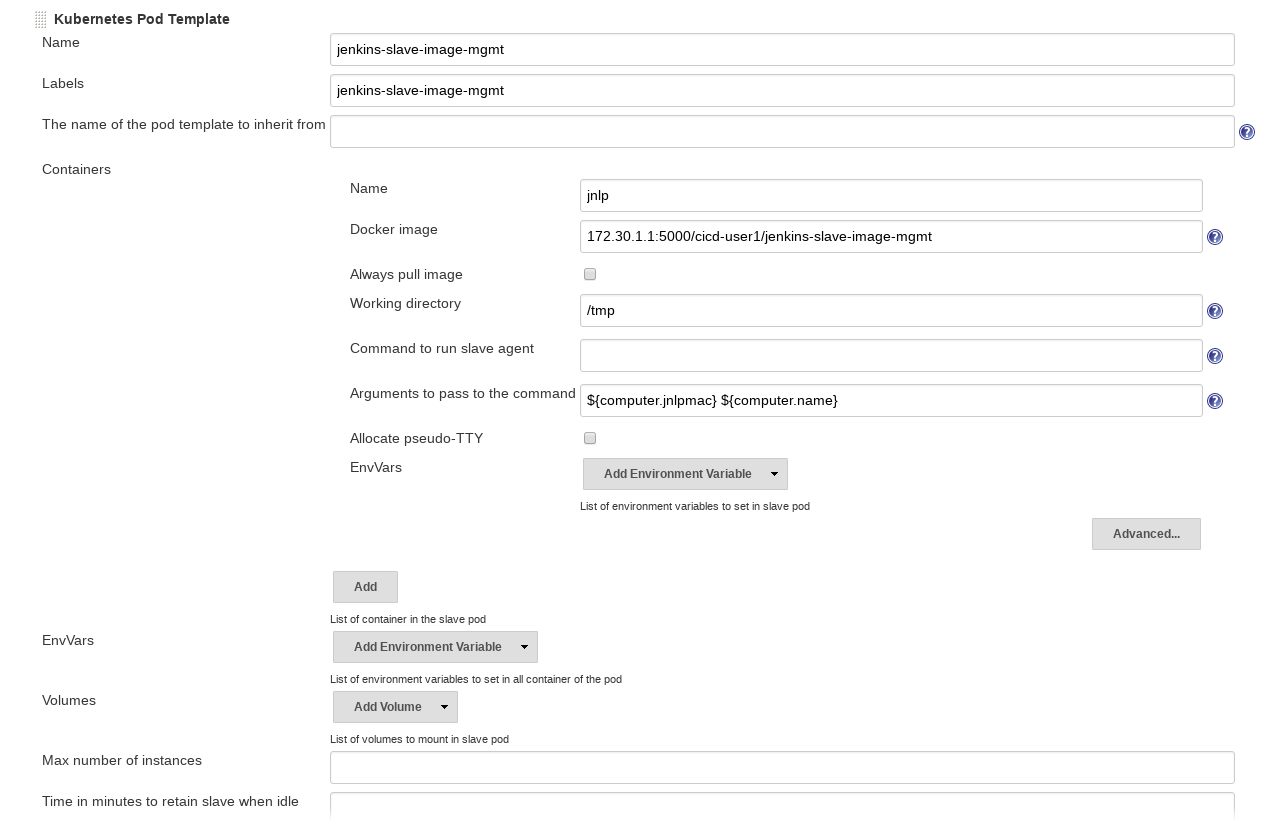 Kubernetes Pod Template
Name
jenkins-slave-image-mgmt
Labels
jenkins-slave-image-mgmt
The name of the pod template to inherit from
Containers
Name
jnlp
Docker image
172.30.1.1:5000/cicd-user1/jenkins-slave-image-mgmt
Always pull image
Working directory
/tmp
Command to run slave agent
Arguments to pass to the command
${computer.jnlpmac} ${computer.name}
Allocate pseudo-TTY
EnvVars
Add Environment Variable
List of environment variables to set in slave pod
Advanced...
Add
List of container in the slave pod
EnvVars
Add Environment Variable
List of environment variables to set in all container of the pod
Volumes
Add Volume
List of volumes to mount in slave pod
Max number of instances
Time in minutes to retain slave when idle